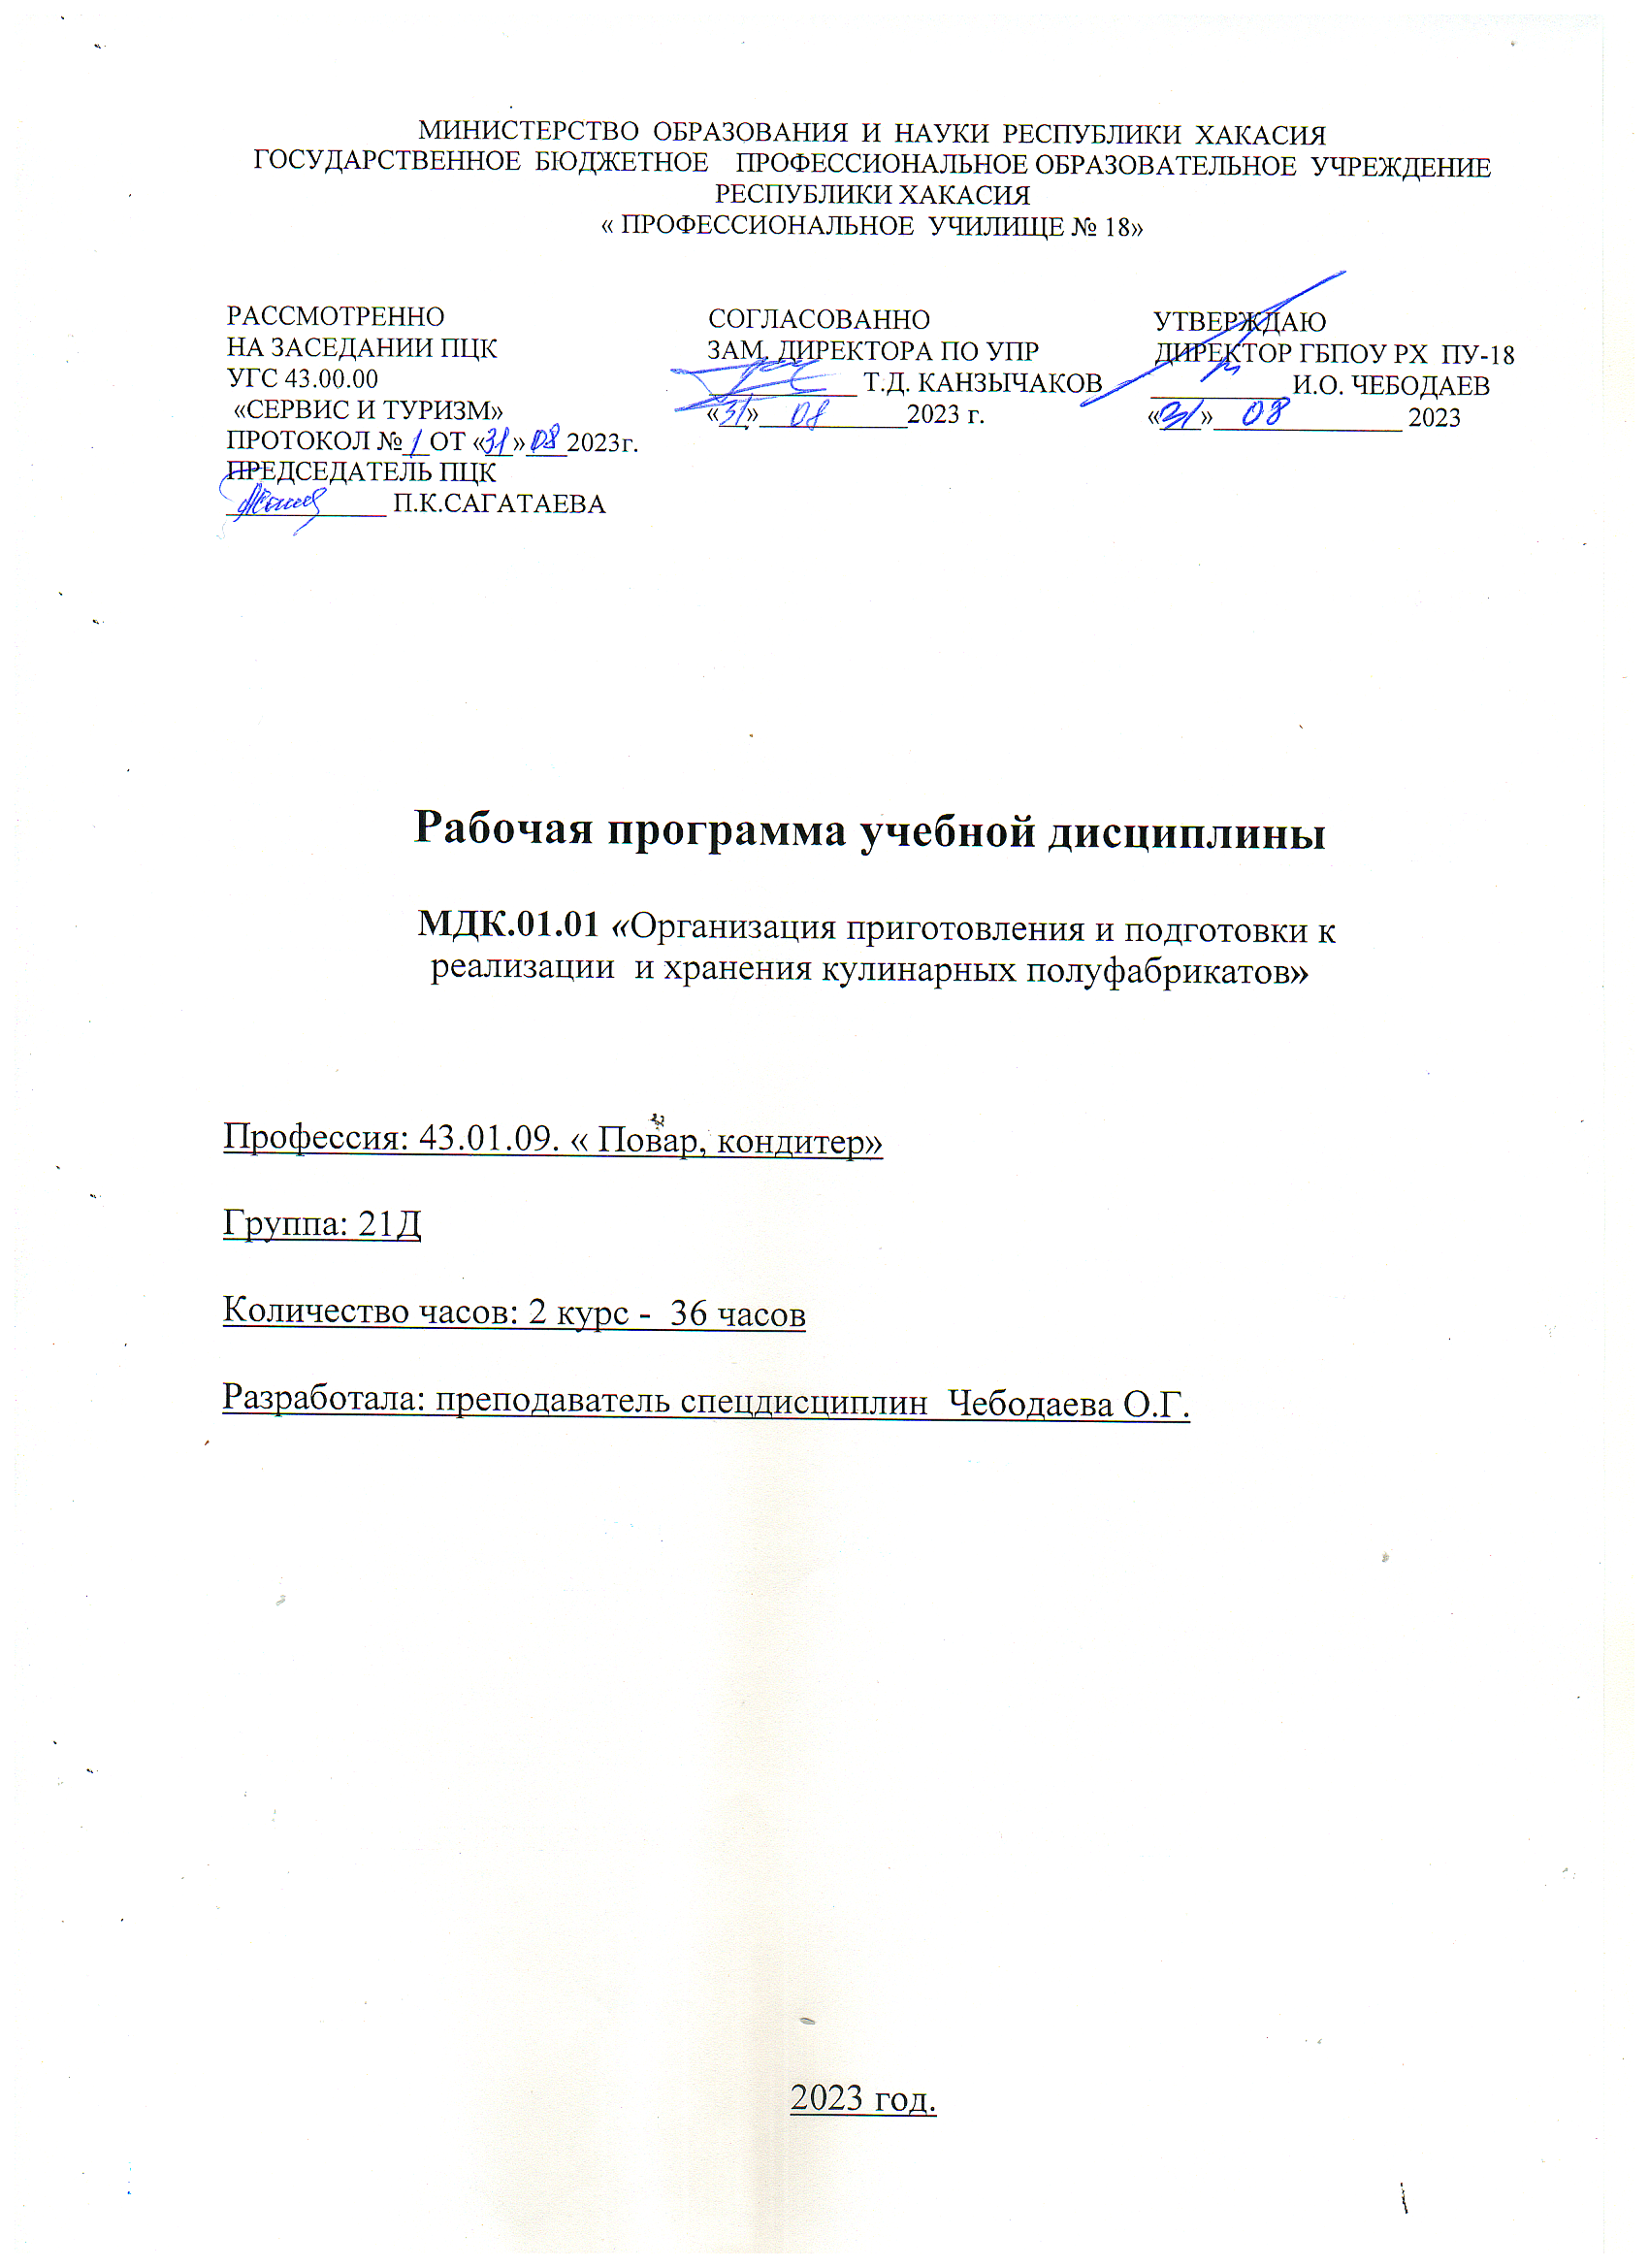 МИНИСТЕРСТВО ОБРАЗОВАНИЯ И НАУКИ РЕСПУБЛИКИ ХАКАСИЯ
ГОСУДАРСТВЕННОЕ БЮДЖЕТНОЕ ПРОФЕССИОНАЛЬНОЕ ОБРАЗОВАТЕЛЬНОЕ УЧРЕЖДЕНИЕ
РЕСПУБЛИКИ ХАКАСИЯ
« ПРОФЕССИОНАЛЬНОЕ УЧИЛИЩЕ № 18»
РАССМОТРЕННО
НА ЗАСЕДАНИИ ПЦК
УГС 43.00.00
«СЕРВИС И ТУРИЗМ»
ПРОТОКОЛ № 1 ОТ «31» 08 2023г.
ПРЕДСЕДАТЕЛЬ ПЦК
____________ П.К.САГАТАЕВА
СОГЛАСОВАННО
ЗАМ. ДИРЕКТОРА ПО УПР
___________ Т.Д. КАНЗЫЧАКОВ
«31» 08 2023 г.
УТВЕРЖДАЮ
ДИРЕКТОР ГБПОУ РХ ПУ-18
__________ И.О. ЧЕБОДАЕВ
«31» 08 2023
Рабочая программа учебной дисциплины
МДК.01.01 «Организация приготовления и подготовки к
реализации и хранения кулинарных полуфабрикатов»
Профессия: 43.01.09. « Повар, кондитер»
Группа: 21Д
Количество часов: 2 курс - 36 часов
Разработала: преподаватель спецдисциплин Чебодаева О.Г.
2023 год.